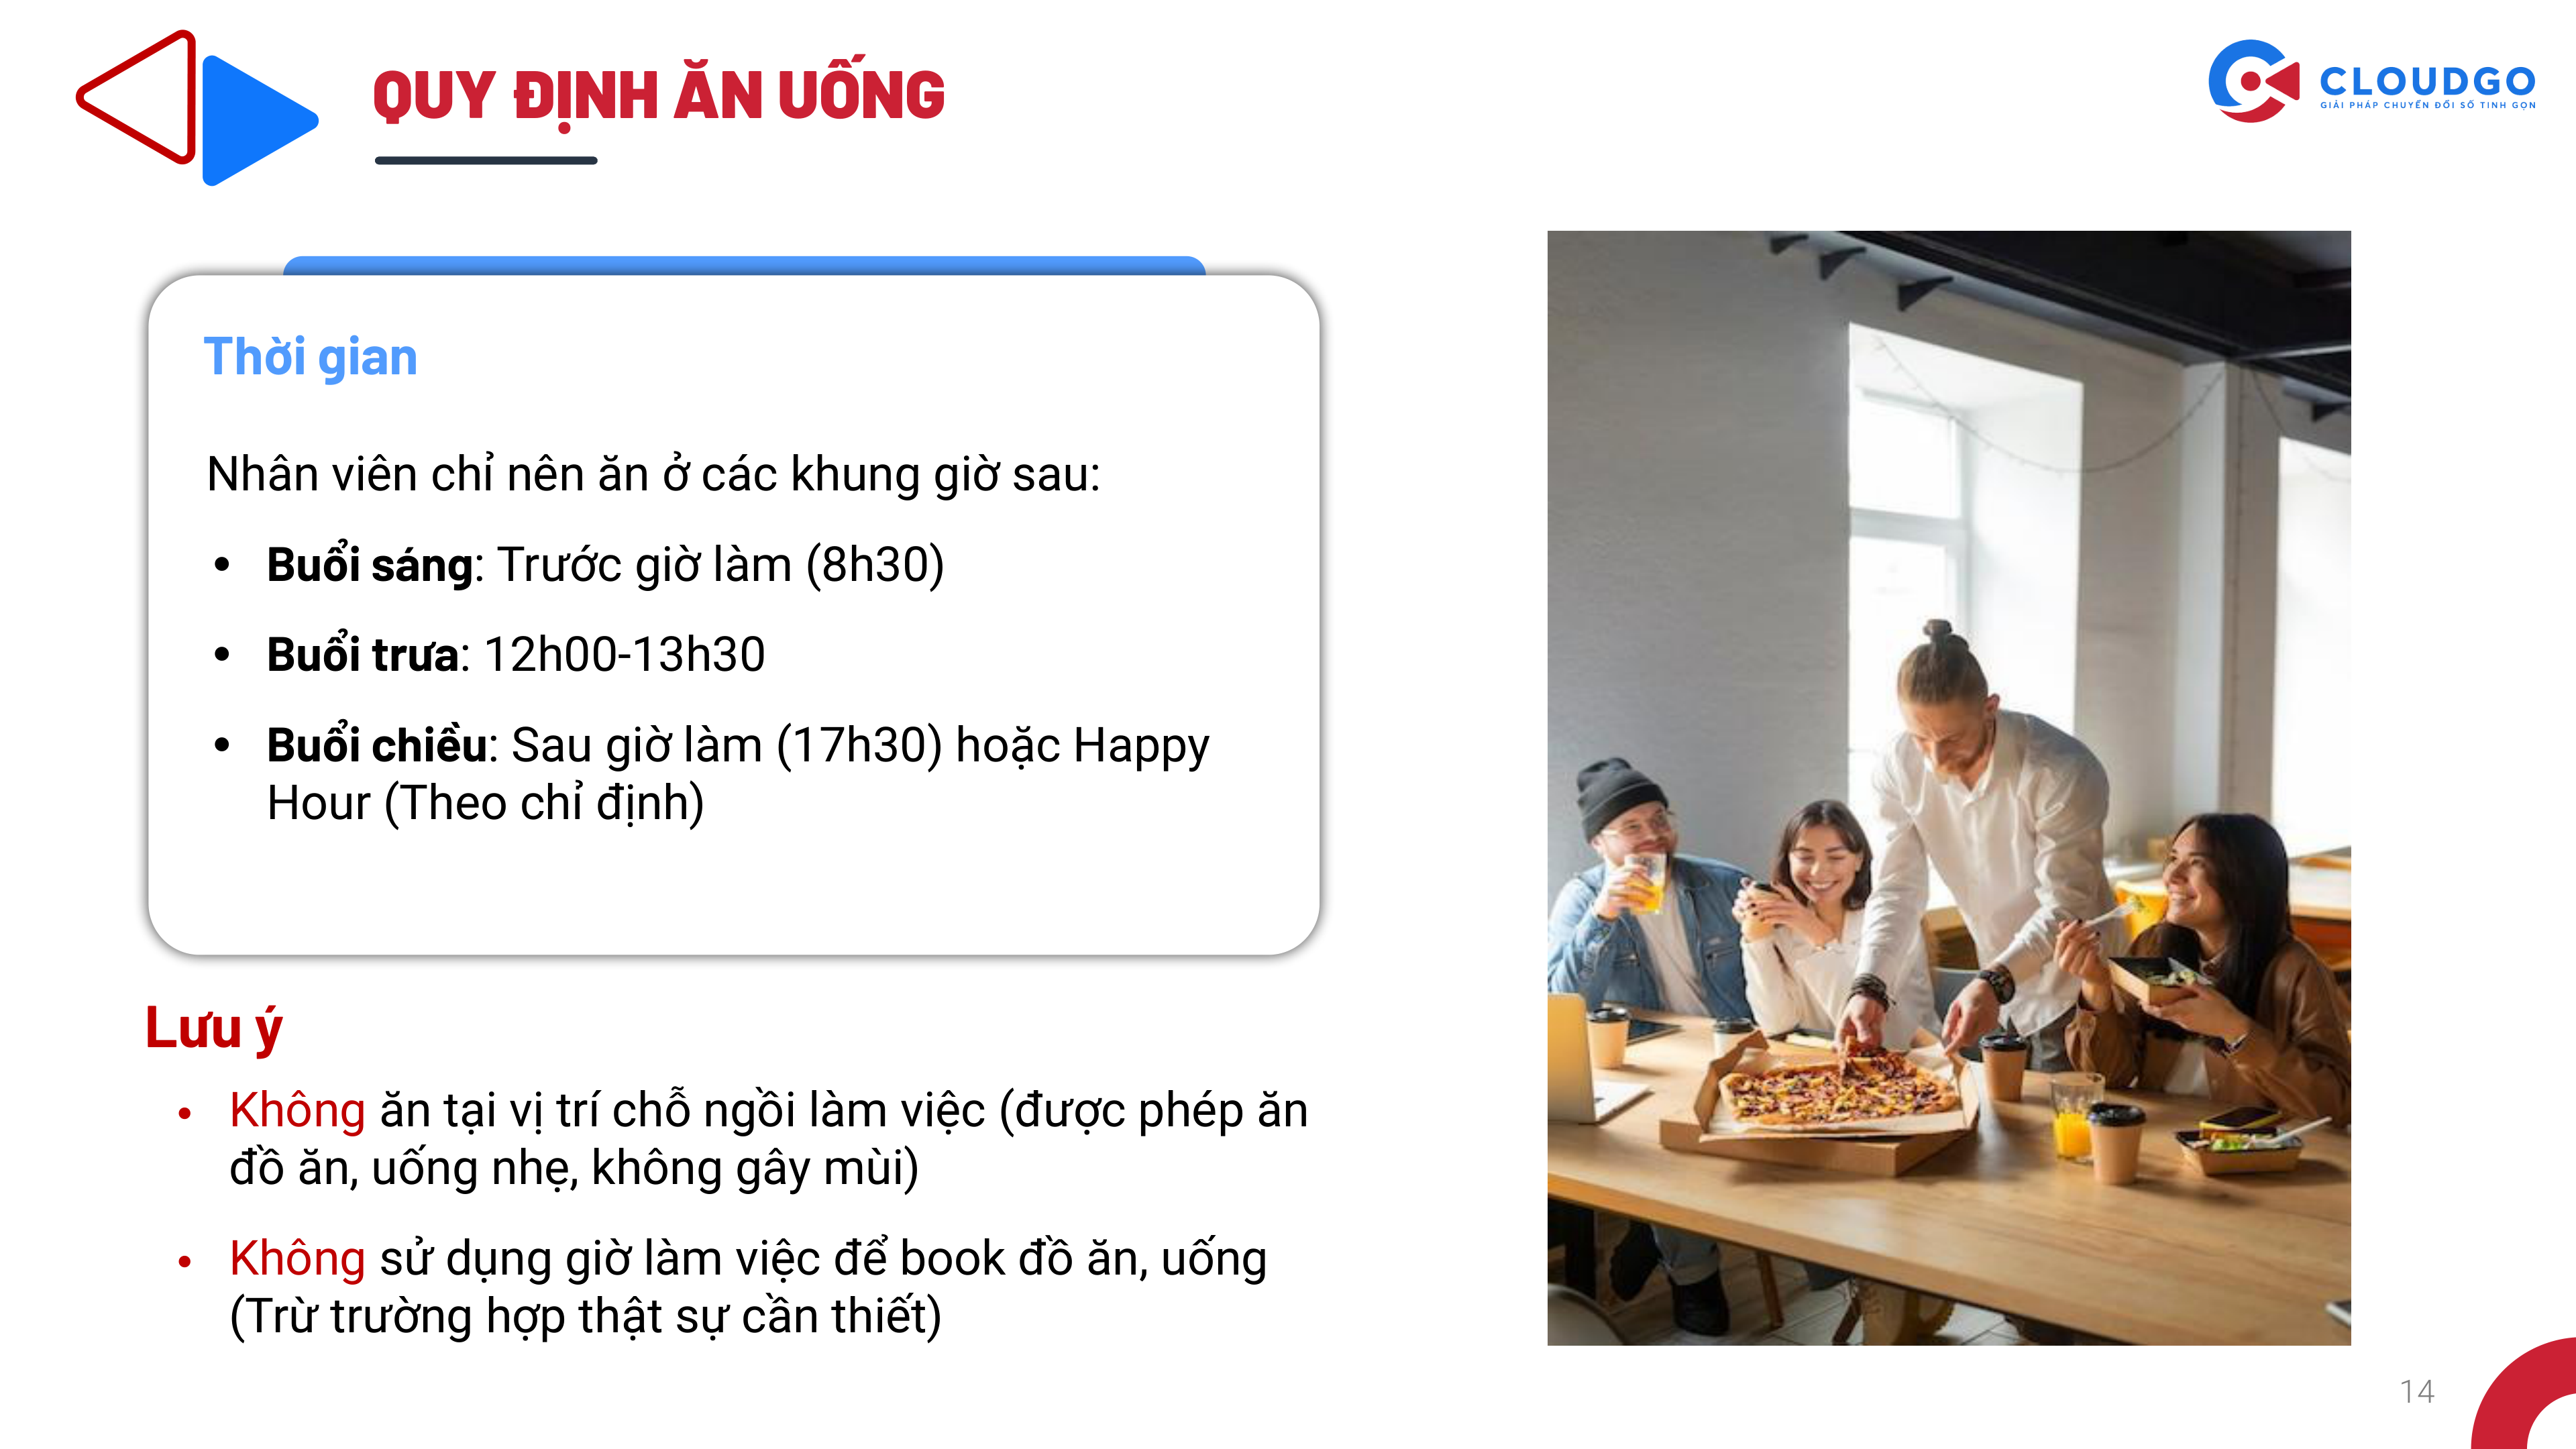 QUY ĐỊNH ĂN UỐNG
CLOUDGO
GIẢI PHÁP CHUYỂN ĐỔI SỐ TINH GỌN
Thời gian
Nhân viên chỉ nên ăn ở các khung giờ sau:
• Buổi sáng: Trước giờ làm (8h30)
• Buổi trưa: 12h00-13h30
• Buổi chiều: Sau giờ làm (17h30) hoặc Happy
Hour (Theo chỉ định)
Lưu ý
• Không ăn tại vị trí chỗ ngồi làm việc (được phép ăn
đồ ăn, uống nhẹ, không gây mùi)
• Không sử dụng giờ làm việc để book đồ ăn, uống
(Trừ trường hợp thật sự cần thiết)
14